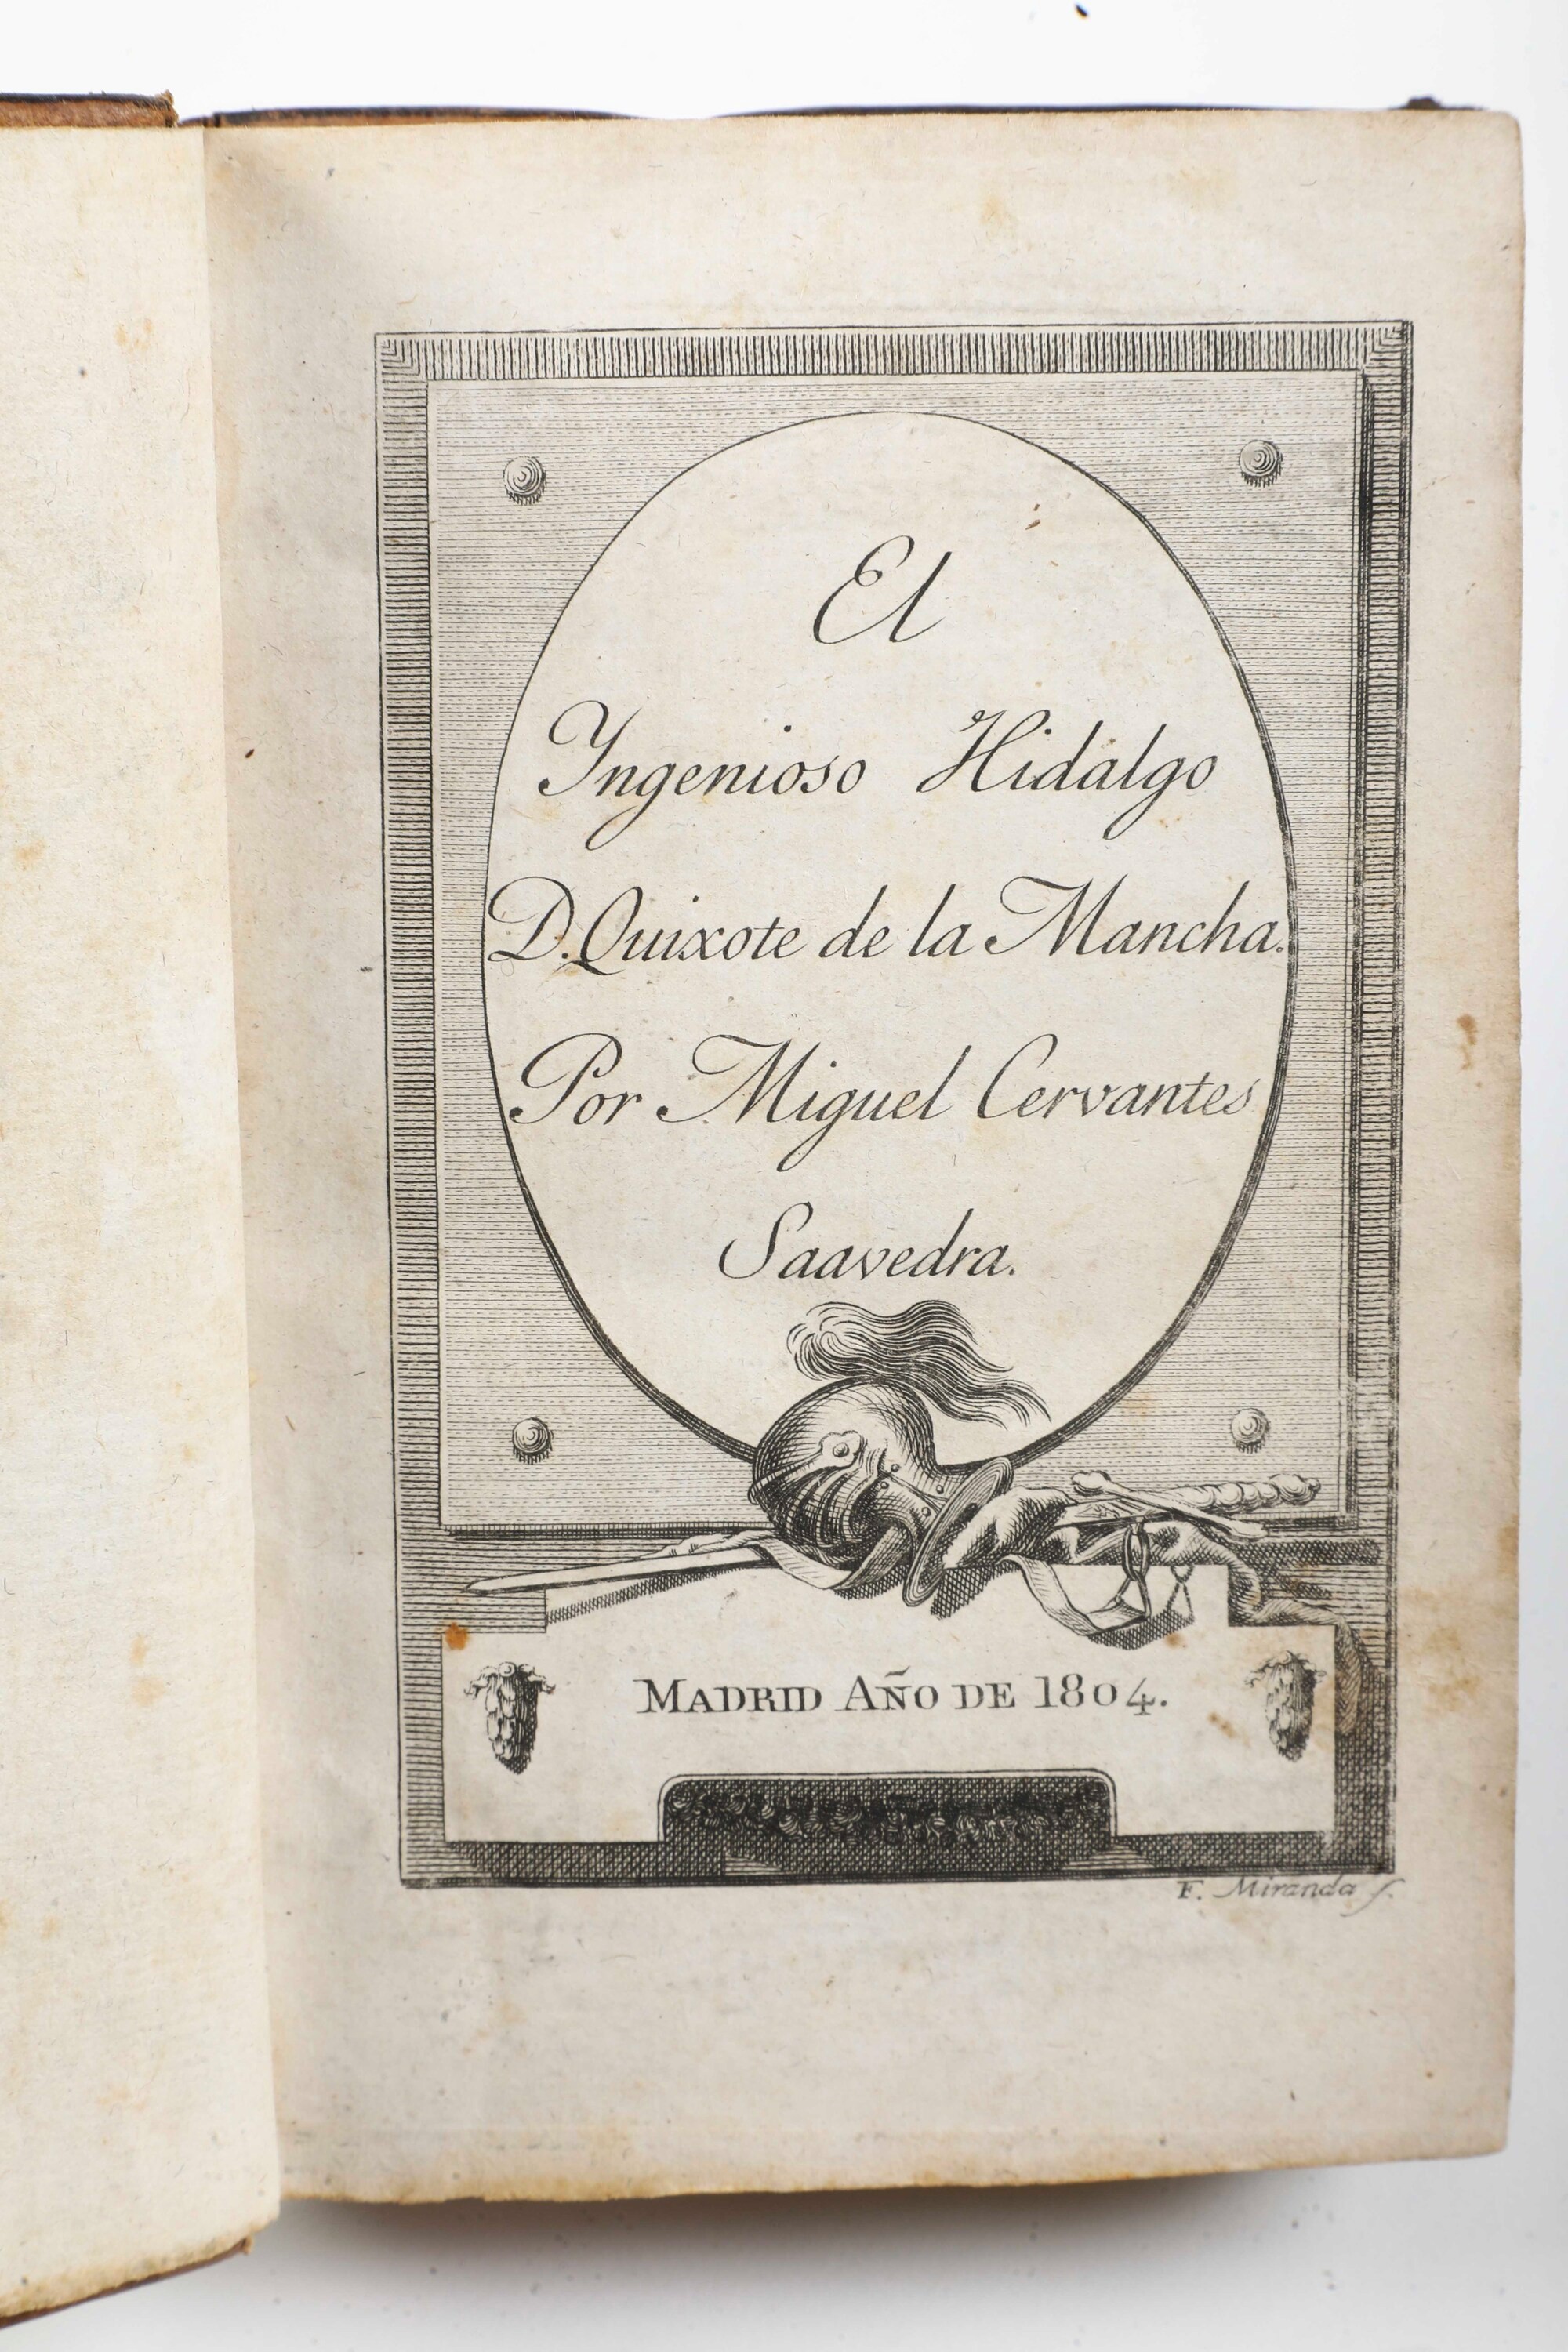 El
Yngenioso Hidalgo
D. Quixote de la Mancha.
Por Miguel Cervantes
Saavedra.
MADRID AÑO DE 1804.
F. Miranda f.